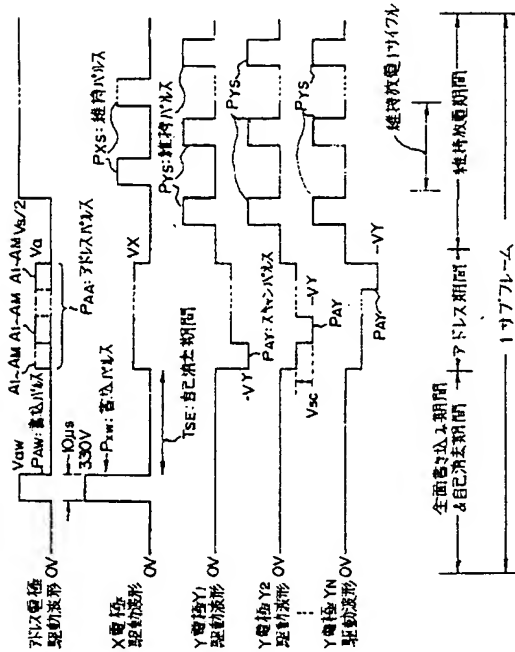 アドレス電極
駆動波形
0V
Vaw
PAW:書込パルス
10μs
A1~AM
A1~AM
A1~AM
Va
Vs/2
PAA:アドレスパルス
X電極
駆動波形
0V
330V
PXW:書込パルス
TSE:自己消去期間
VX
PXS:維持パルス
Y電極Y1
駆動波形
0V
-VY
PAY:スキャンパルス
PYS:維持パルス
Y電極Y2
駆動波形
0V
Vsc
-VY
PAY
PYS
Y電極YN
駆動波形
0V
PAY
-VY
PYS
維持放電1サイクル
全面書き込み期間
&自己消去期間
アドレス期間
維持放電期間
1サブフレーム